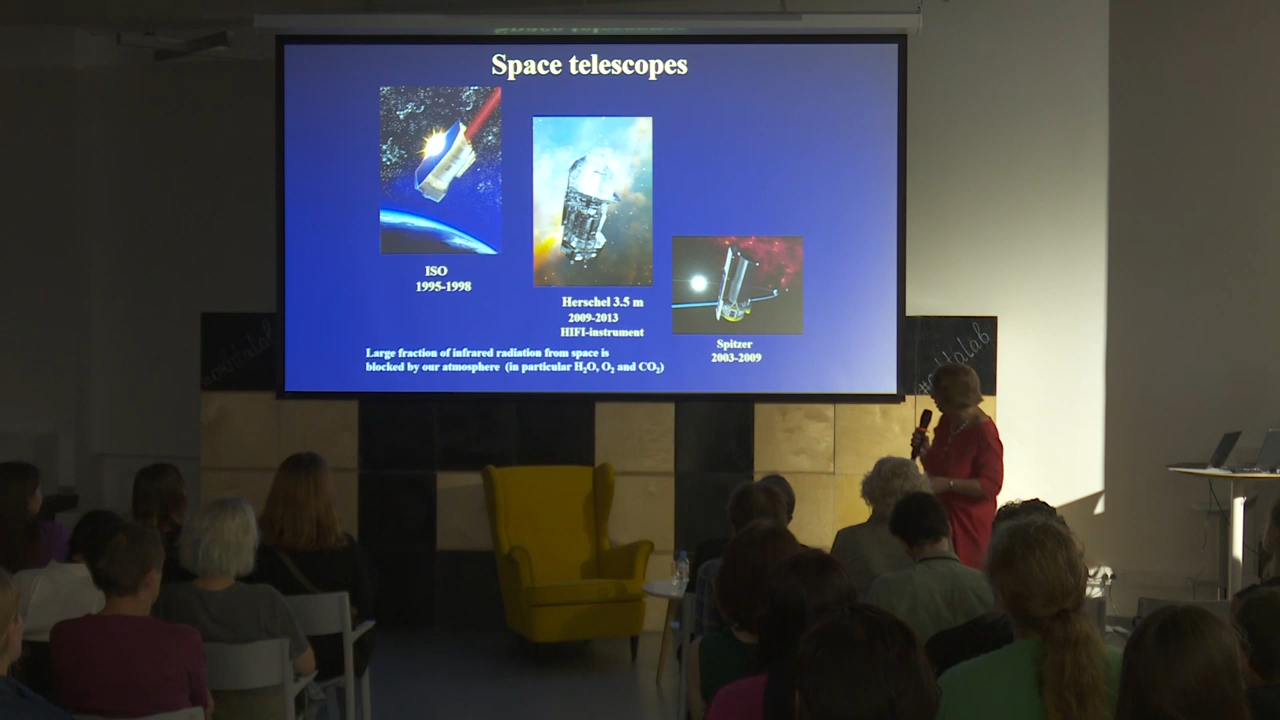 Space telescopes
ISO
1995-1998
Herschel 3.5 m
2009-2013
HIFI-instrument
Spitzer
2003-2009
Large fraction of infrared radiation from space is
blocked by our atmosphere (in particular H₂O, O₂ and CO₂)